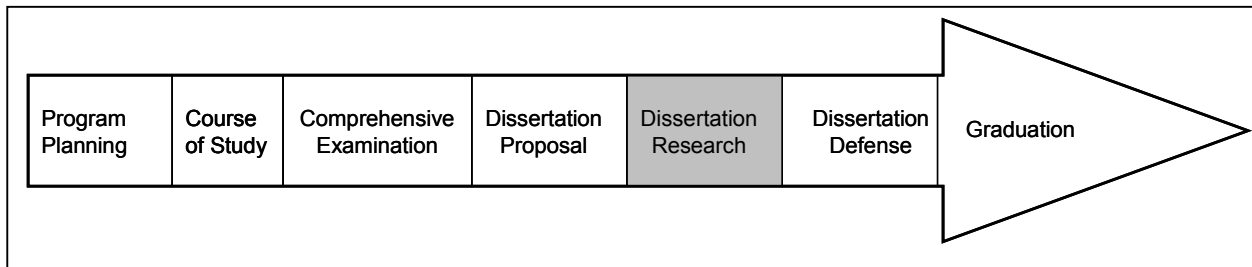 Program
Planning
Course
of Study
Comprehensive
Examination
Dissertation
Proposal
Dissertation
Research
Dissertation
Defense
Graduation